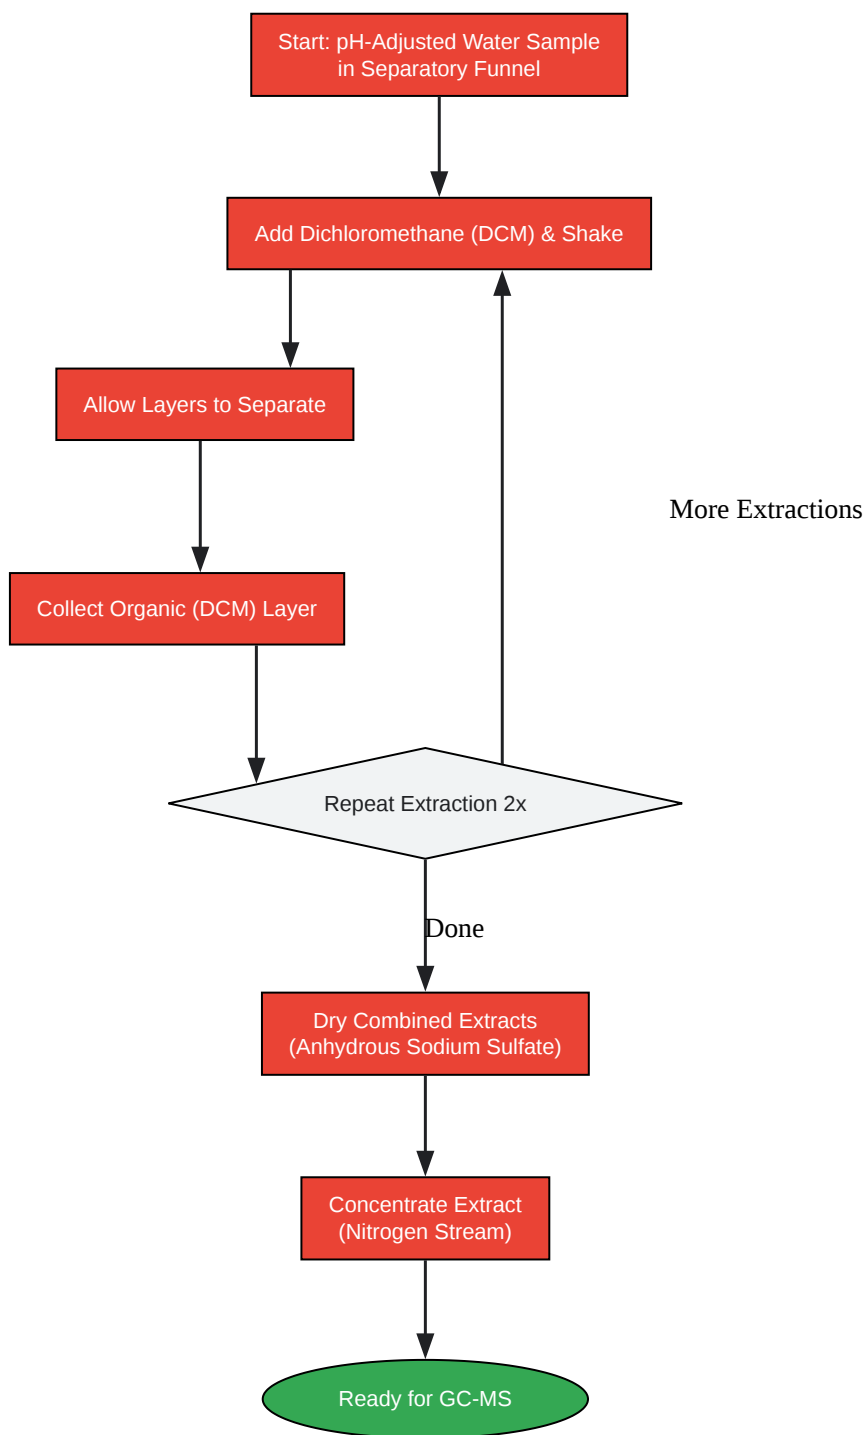 Start: pH-Adjusted Water Sample
in Separatory Funnel
Add Dichloromethane (DCM) & Shake
Allow Layers to Separate
More Extractions
Collect Organic (DCM) Layer
Repeat Extraction 2x
Done
Dry Combined Extracts
(Anhydrous Sodium Sulfate)
Concentrate Extract
(Nitrogen Stream)
Ready for GC-MS